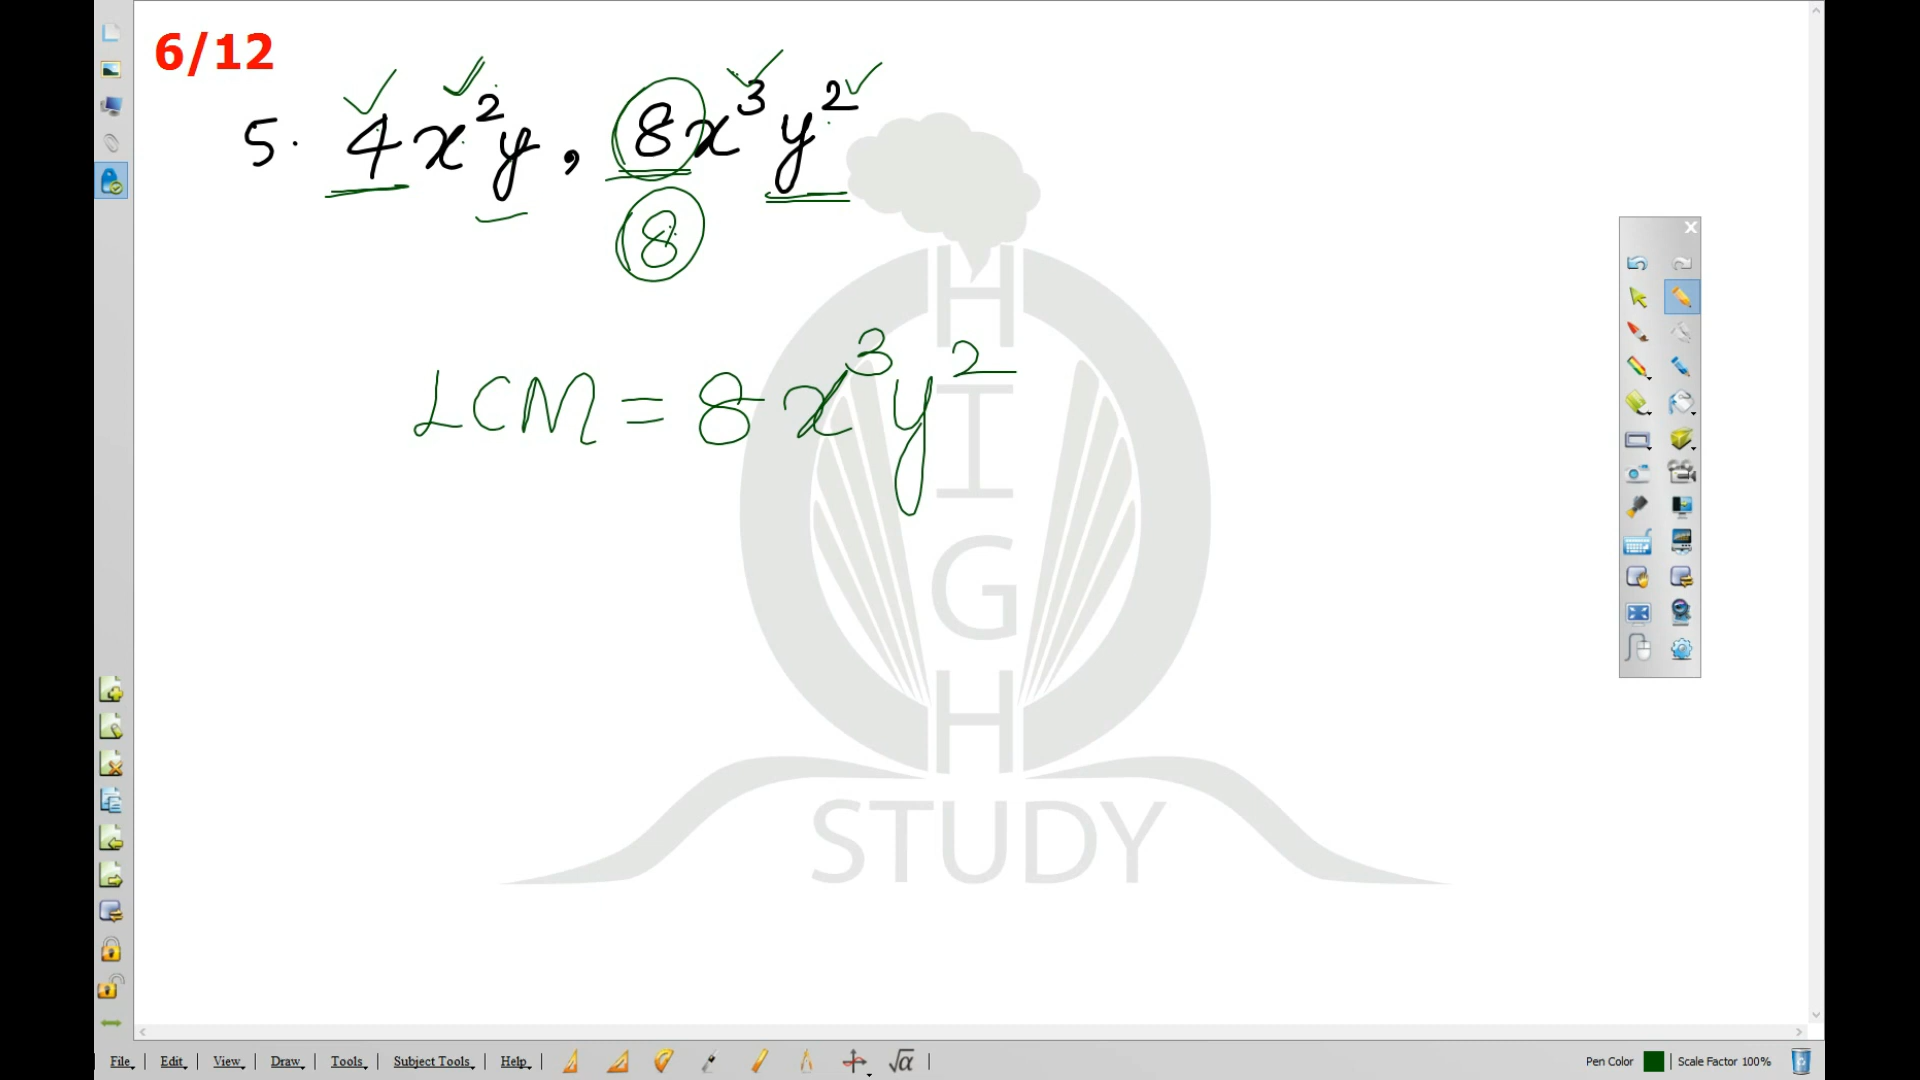 6/12
5. 4x²y, 8x³y²
8
LCM = 8x³y²
HIGH
STUDY
File Edit View Draw Tools Subject Tools Help √α Pen Color Scale Factor 100%